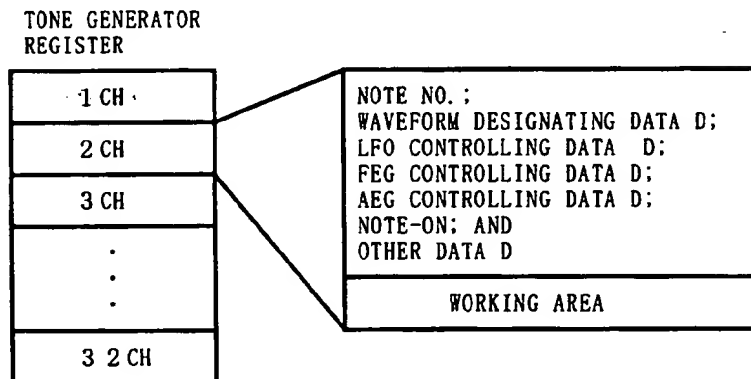 TONE GENERATOR
REGISTER
1 CH
2 CH
3 CH
3 2 CH
NOTE NO.;
WAVEFORM DESIGNATING DATA D;
LFO CONTROLLING DATA D;
FEG CONTROLLING DATA D;
AEG CONTROLLING DATA D;
NOTE-ON; AND
OTHER DATA D
WORKING AREA